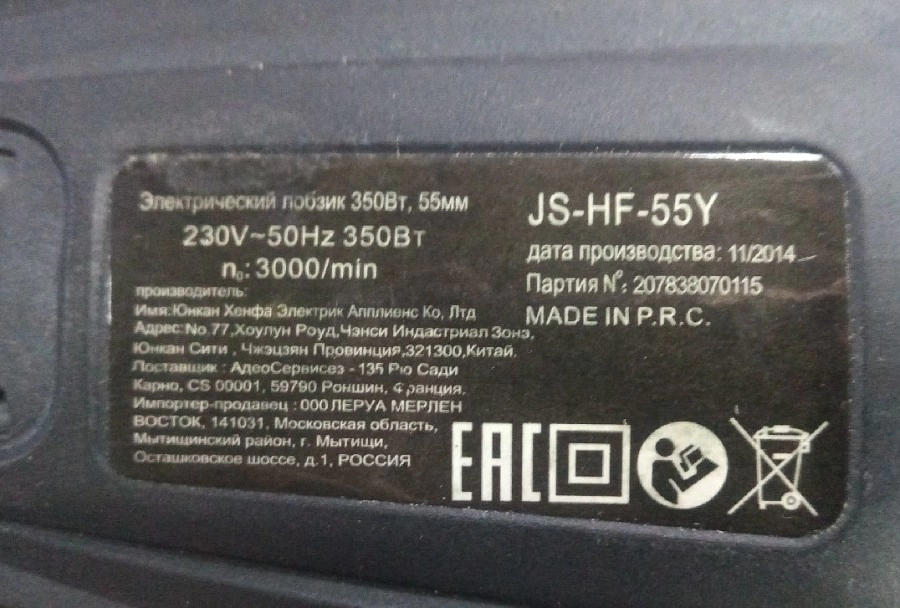 Электрический лобзик 350Вт, 55мм
230V~50Hz 350Вт
n₀: 3000/min
производитель:
Имя:Юнкан Хенфа Электрик Апплиенс Ко, Лтд
Адрес:No.77,Хоулун Роуд,Чэнси Индастриал Зонэ,
Юнкан Сити , Чжэцзян Провинция,321300,Китай.
Поставщик : АдеоСервисез - 135 Рю Сади
Карно, CS 00001, 59790 Роншин, Франция.
Импортер-продавец : ООО ЛЕРУА МЕРЛЕН
ВОСТОК, 141031, Московская область,
Мытищинский район, г. Мытищи,
Осташковское шоссе, д.1, РОССИЯ
JS-HF-55Y
дата производства: 11/2014
Партия №: 207838070115
MADE IN P.R.C.
EAC